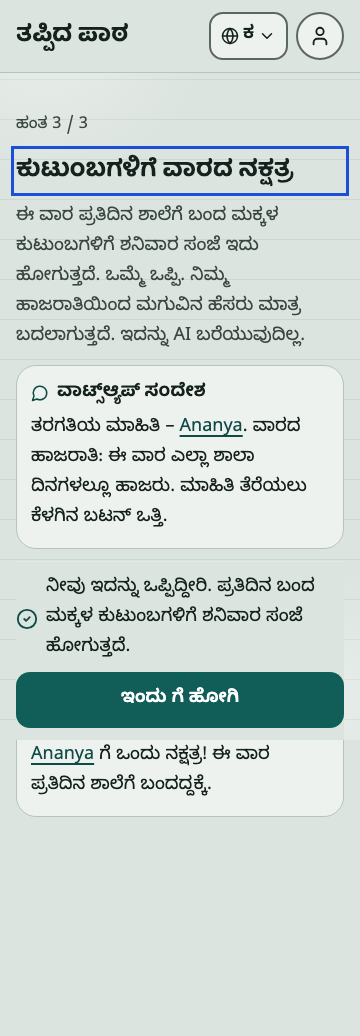 ತಪ್ಪಿದ ಪಾಠ
ಕ
ಹಂತ 3 / 3
ಕುಟುಂಬಗಳಿಗೆ ವಾರದ ನಕ್ಷತ್ರ
ಈ ವಾರ ಪ್ರತಿದಿನ ಶಾಲೆಗೆ ಬಂದ ಮಕ್ಕಳ
ಕುಟುಂಬಗಳಿಗೆ ಶನಿವಾರ ಸಂಜೆ ಇದು
ಹೋಗುತ್ತದೆ. ಒಮ್ಮೆ ಒಪ್ಪಿ. ನಿಮ್ಮ
ಹಾಜರಾತಿಯಿಂದ ಮಗುವಿನ ಹೆಸರು ಮಾತ್ರ
ಬದಲಾಗುತ್ತದೆ. ಇದನ್ನು AI ಬರೆಯುವುದಿಲ್ಲ.
ವಾಟ್ಸ್ಆ್ಯಪ್ ಸಂದೇಶ
ತರಗತಿಯ ಮಾಹಿತಿ – Ananya. ವಾರದ
ಹಾಜರಾತಿ: ಈ ವಾರ ಎಲ್ಲಾ ಶಾಲಾ
ದಿನಗಳಲ್ಲೂ ಹಾಜರು. ಮಾಹಿತಿ ತೆರೆಯಲು
ಕೆಳಗಿನ ಬಟನ್ ಒತ್ತಿ.
ನೀವು ಇದನ್ನು ಒಪ್ಪಿದ್ದೀರಿ. ಪ್ರತಿದಿನ ಬಂದ
ಮಕ್ಕಳ ಕುಟುಂಬಗಳಿಗೆ ಶನಿವಾರ ಸಂಜೆ
ಹೋಗುತ್ತದೆ.
ಇಂದು ಗೆ ಹೋಗಿ
Ananya ಗೆ ಒಂದು ನಕ್ಷತ್ರ! ಈ ವಾರ
ಪ್ರತಿದಿನ ಶಾಲೆಗೆ ಬಂದದ್ದಕ್ಕೆ.